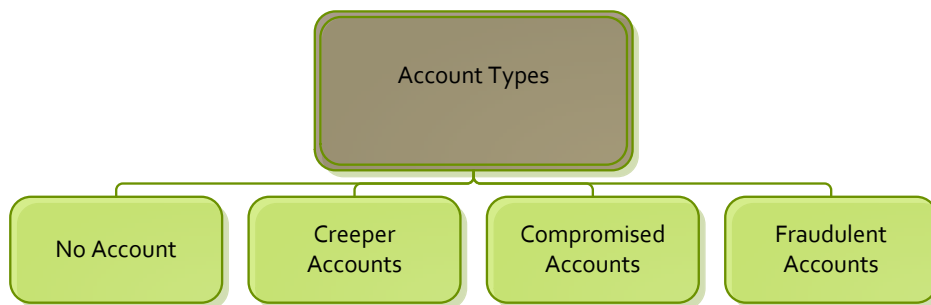 Account Types
No Account
Creeper
Accounts
Compromised
Accounts
Fraudulent
Accounts